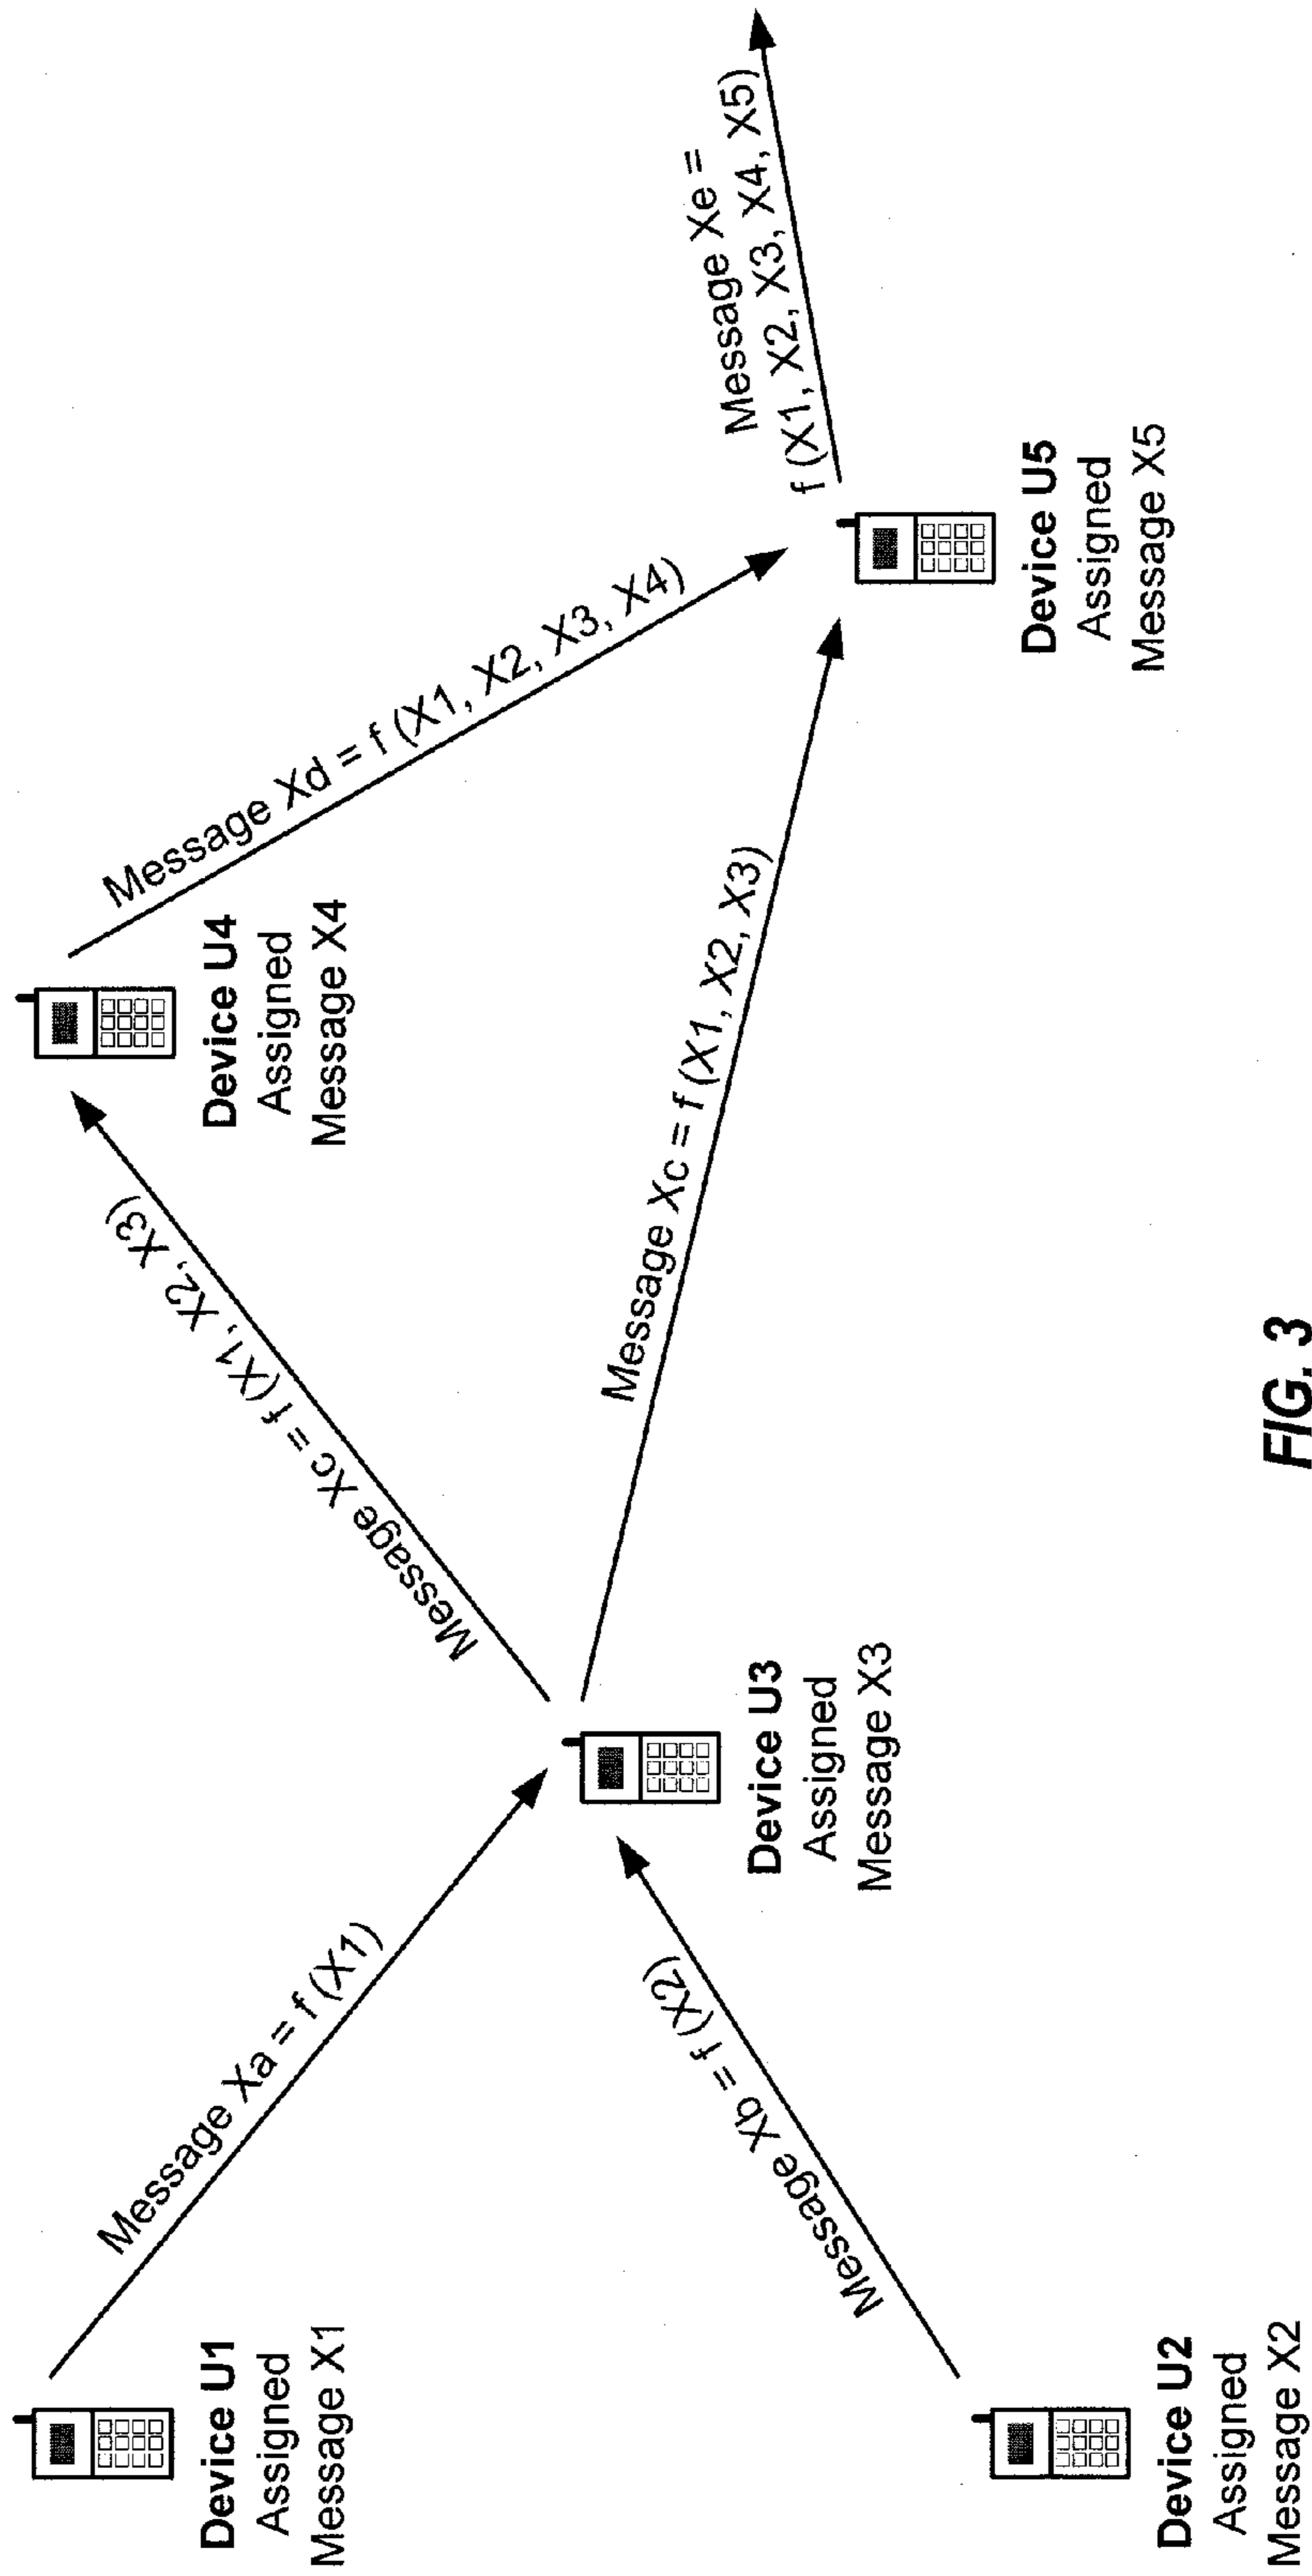 Device U1
Assigned
Message X1
Message Xa = f (X1)
Device U2
Assigned
Message X2
Message Xb = f (X2)
Device U3
Assigned
Message X3
Message Xc = f (X1, X2, X3)
Message Xc = f (X1, X2, X3)
Device U4
Assigned
Message X4
Message Xd = f (X1, X2, X3, X4)
Device U5
Assigned
Message X5
Message Xe =
f (X1, X2, X3, X4, X5)
FIG. 3